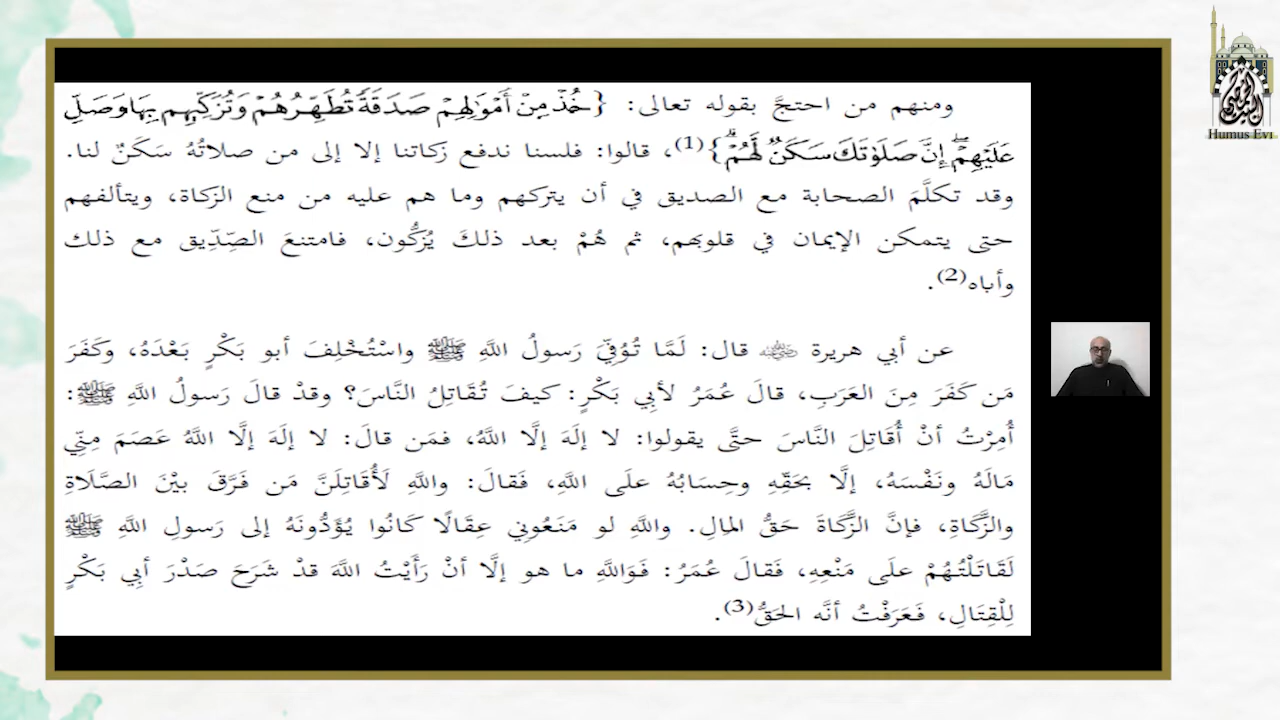 ومنهم من احتجَّ بقوله تعالى: {خُذْ مِنْ أَمْوَٰلِهِمْ صَدَقَةً تُطَهِّرُهُمْ وَتُزَكِّيهِم بِهَا وَصَلِّ
عَلَيْهِمْ ۖ إِنَّ صَلَوٰتَكَ سَكَنٌ لَّهُمْ ۗ}(1)، قالوا: فلسنا ندفع زكاتنا إلا إلى من صلاتُهُ سَكَنٌ لنا.
وقد تكلَّمَ الصحابة مع الصديق في أن يتركهم وما هم عليه من منع الزكاة، ويتألفهم
حتى يتمكن الإيمان في قلوبهم، ثم هُمْ بعد ذلكَ يُزَكُّون، فامتنعَ الصِّدِّيق مع ذلك
وأباه(2).
عن أبي هريرة ﵁ قال: لَمَّا تُوُفِّيَ رَسولُ اللَّهِ ﷺ واسْتُخْلِفَ أبو بَكْرٍ بَعْدَهُ، وكَفَرَ
مَن كَفَرَ مِنَ العَرَبِ، قالَ عُمَرُ لأبِي بَكْرٍ: كيفَ تُقَاتِلُ النَّاسَ؟ وقدْ قالَ رَسولُ اللَّهِ ﷺ:
أُمِرْتُ أنْ أُقَاتِلَ النَّاسَ حتَّى يقولوا: لا إلَهَ إلَّا اللَّهُ، فمَن قالَ: لا إلَهَ إلَّا اللَّهُ عَصَمَ مِنِّي
مَالَهُ ونَفْسَهُ، إلَّا بحَقِّهِ وحِسَابُهُ علَى اللَّهِ، فَقالَ: واللَّهِ لَأُقَاتِلَنَّ مَن فَرَّقَ بيْنَ الصَّلَاةِ
والزَّكَاةِ، فإنَّ الزَّكَاةَ حَقُّ المالِ. واللَّهِ لو مَنَعُونِي عِقَالًا كَانُوا يُؤَدُّونَهُ إلى رَسولِ اللَّهِ ﷺ
لَقَاتَلْتُهُمْ علَى مَنْعِهِ، فَقالَ عُمَرُ: فَوَاللَّهِ ما هو إلَّا أنْ رَأَيْتُ اللَّهَ قدْ شَرَحَ صَدْرَ أبِي بَكْرٍ
لِلْقِتَالِ، فَعَرَفْتُ أنَّه الحَقُّ(3).
Humus Evi